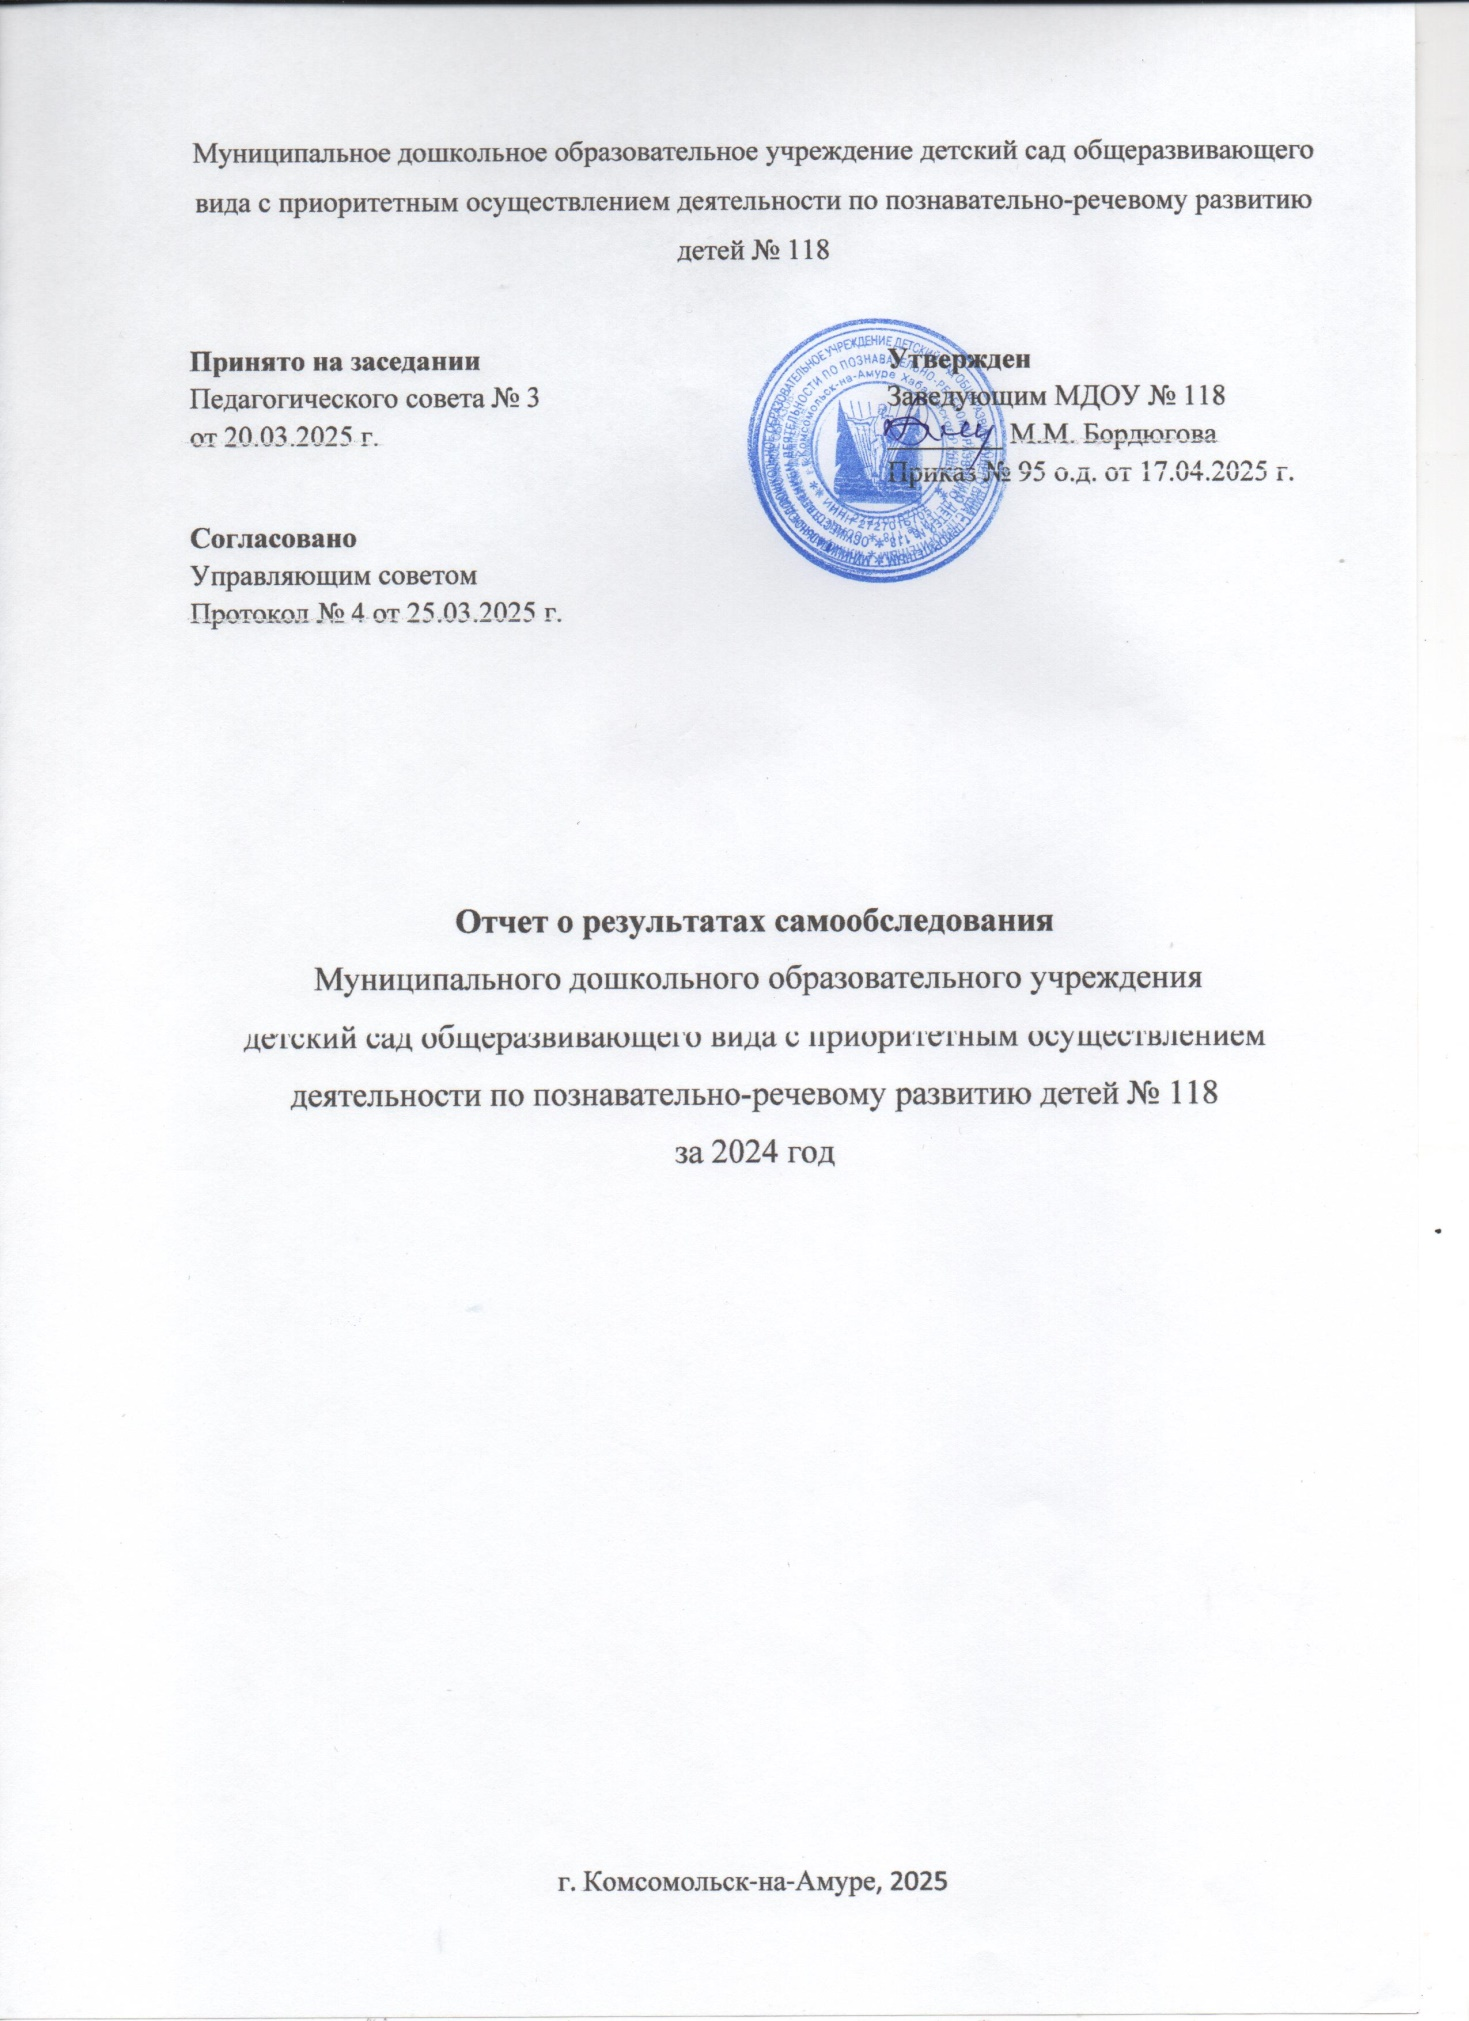 Муниципальное дошкольное образовательное учреждение детский сад общеразвивающего
вида с приоритетным осуществлением деятельности по познавательно-речевому развитию
детей № 118
Принято на заседании
Педагогического совета № 3
от 20.03.2025 г.
Утвержден
Заведующим МДОУ № 118
М.М. Бордюгова
Приказ № 95 о.д. от 17.04.2025 г.
Согласовано
Управляющим советом
Протокол № 4 от 25.03.2025 г.
Отчет о результатах самообследования
Муниципального дошкольного образовательного учреждения
детский сад общеразвивающего вида с приоритетным осуществлением
деятельности по познавательно-речевому развитию детей № 118
за 2024 год
г. Комсомольск-на-Амуре, 2025